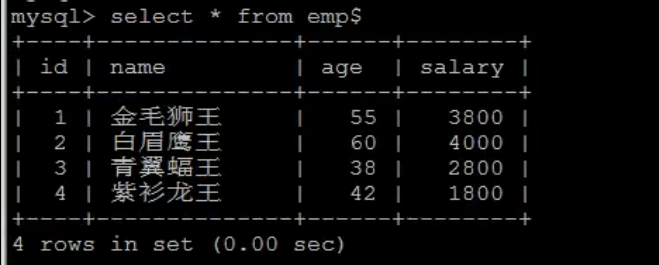 mysql> select * from emp$
+----+--------------+------+--------+
| id | name         | age  | salary |
+----+--------------+------+--------+
|  1 | 金毛狮王     |   55 |   3800 |
|  2 | 白眉鹰王     |   60 |   4000 |
|  3 | 青翼蝠王     |   38 |   2800 |
|  4 | 紫衫龙王     |   42 |   1800 |
+----+--------------+------+--------+
4 rows in set (0.00 sec)